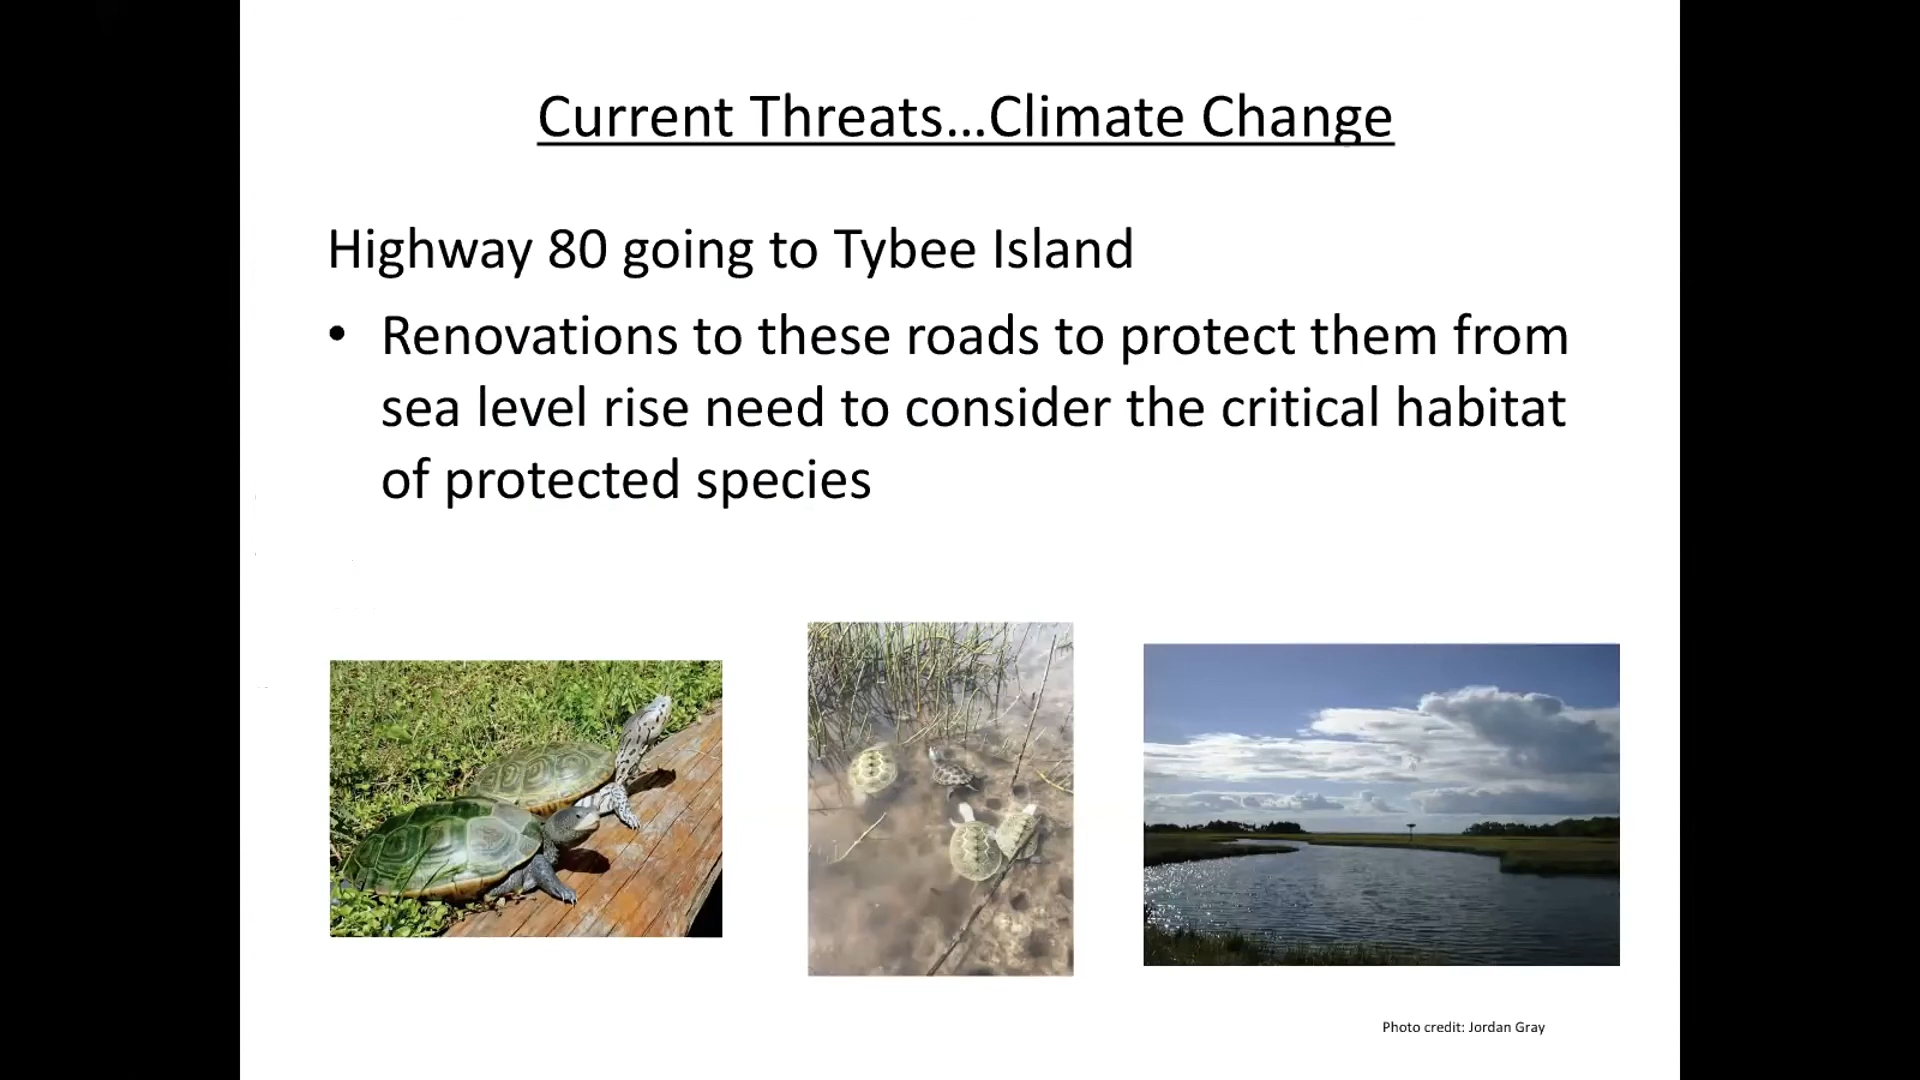 Current Threats...Climate Change
Highway 80 going to Tybee Island
• Renovations to these roads to protect them from
sea level rise need to consider the critical habitat
of protected species
Photo credit: Jordan Gray